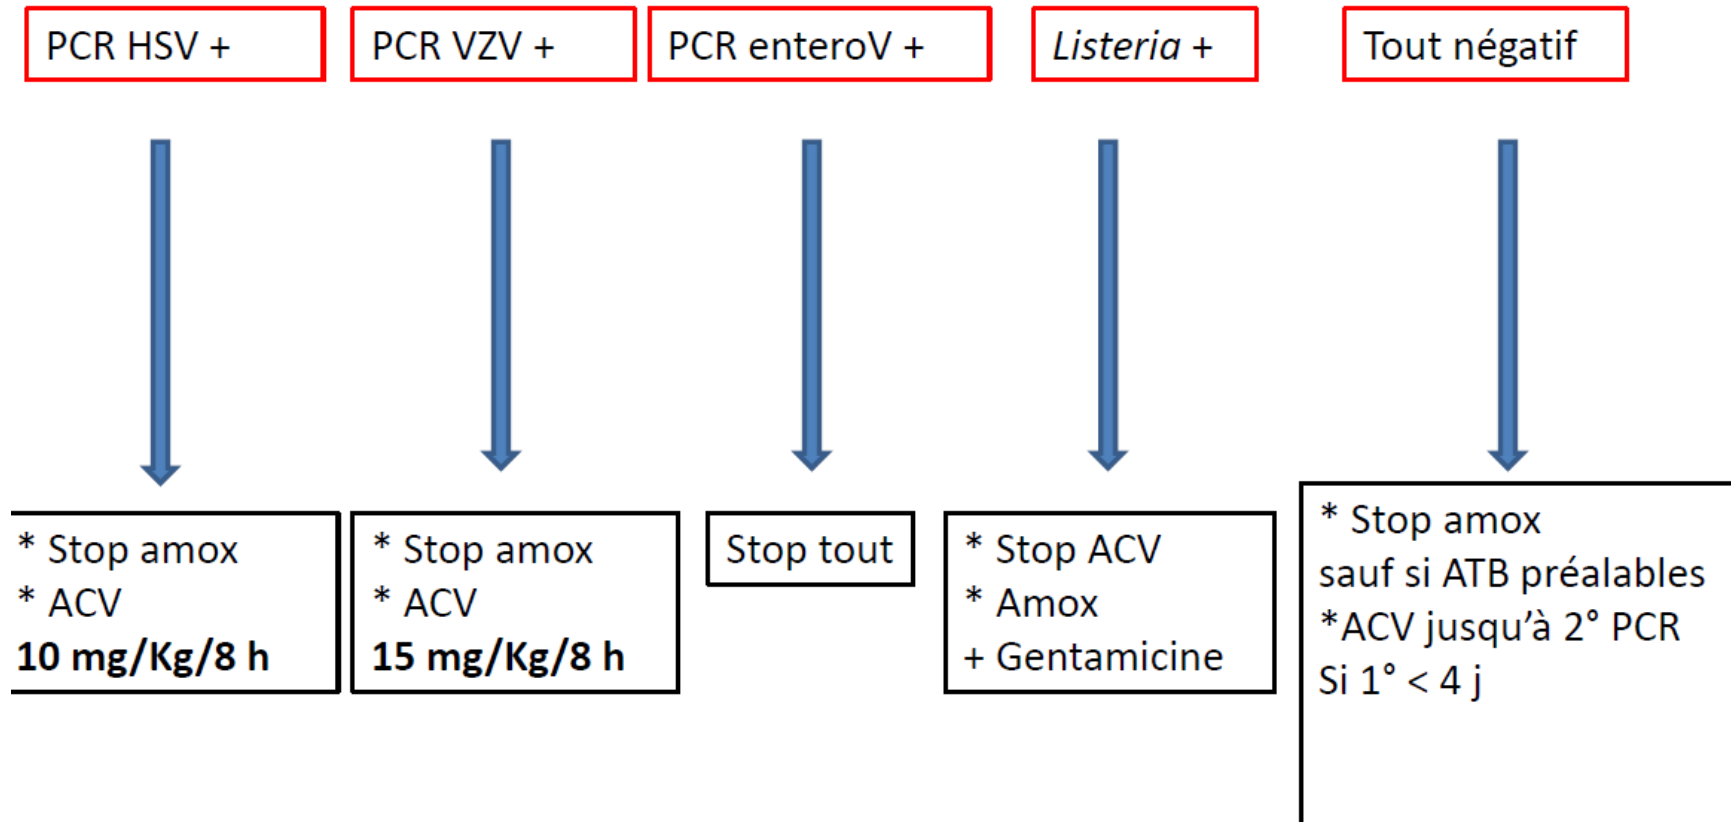 PCR HSV +
PCR VZV +
PCR enteroV +
Listeria +
Tout négatif
* Stop amox
* ACV
10 mg/Kg/8 h
* Stop amox
* ACV
15 mg/Kg/8 h
Stop tout
* Stop ACV
* Amox
+ Gentamicine
* Stop amox
sauf si ATB préalables
*ACV jusqu’à 2° PCR
Si 1° < 4 j